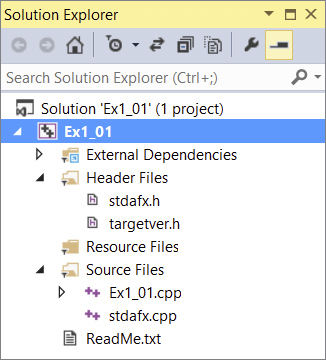 Solution Explorer
Search Solution Explorer (Ctrl+;)
Solution 'Ex1_01' (1 project)
Ex1_01
External Dependencies
Header Files
stdafx.h
targetver.h
Resource Files
Source Files
Ex1_01.cpp
stdafx.cpp
ReadMe.txt